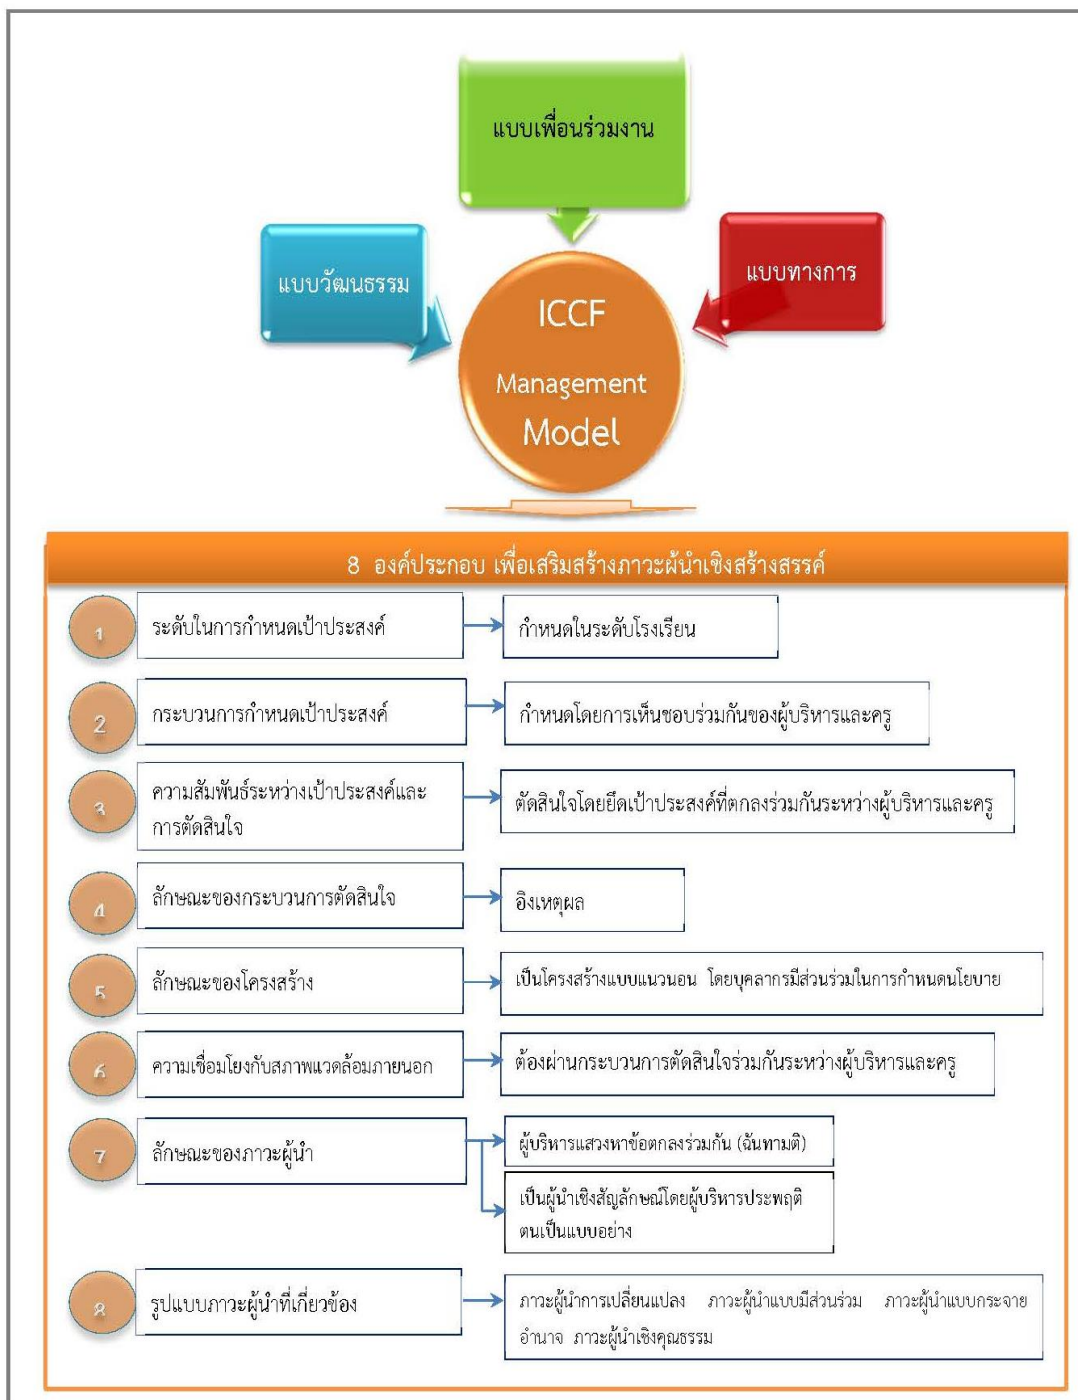 แบบเพื่อนร่วมงาน
แบบวัฒนธรรม
แบบทางการ
ICCF
Management
Model
8 องค์ประกอบ เพื่อเสริมสร้างภาวะผู้นำเชิงสร้างสรรค์
1
ระดับในการกำหนดเป้าประสงค์
กำหนดในระดับโรงเรียน
2
กระบวนการกำหนดเป้าประสงค์
กำหนดโดยการเห็นชอบร่วมกันของผู้บริหารและครู
3
ความสัมพันธ์ระหว่างเป้าประสงค์และ
การตัดสินใจ
ตัดสินใจโดยยึดเป้าประสงค์ที่ตกลงร่วมกันระหว่างผู้บริหารและครู
4
ลักษณะของกระบวนการตัดสินใจ
อิงเหตุผล
5
ลักษณะของโครงสร้าง
เป็นโครงสร้างแบบแนวนอน โดยบุคลากรมีส่วนร่วมในการกำหนดนโยบาย
6
ความเชื่อมโยงกับสภาพแวดล้อมภายนอก
ต้องผ่านกระบวนการตัดสินใจร่วมกันระหว่างผู้บริหารและครู
7
ลักษณะของภาวะผู้นำ
ผู้บริหารแสวงหาข้อตกลงร่วมกัน (ฉันทามติ)
เป็นผู้นำเชิงสัญลักษณ์โดยผู้บริหารประพฤติ
ตนเป็นแบบอย่าง
8
รูปแบบภาวะผู้นำที่เกี่ยวข้อง
ภาวะผู้นำการเปลี่ยนแปลง ภาวะผู้นำแบบมีส่วนร่วม ภาวะผู้นำแบบกระจาย
อำนาจ ภาวะผู้นำเชิงคุณธรรม